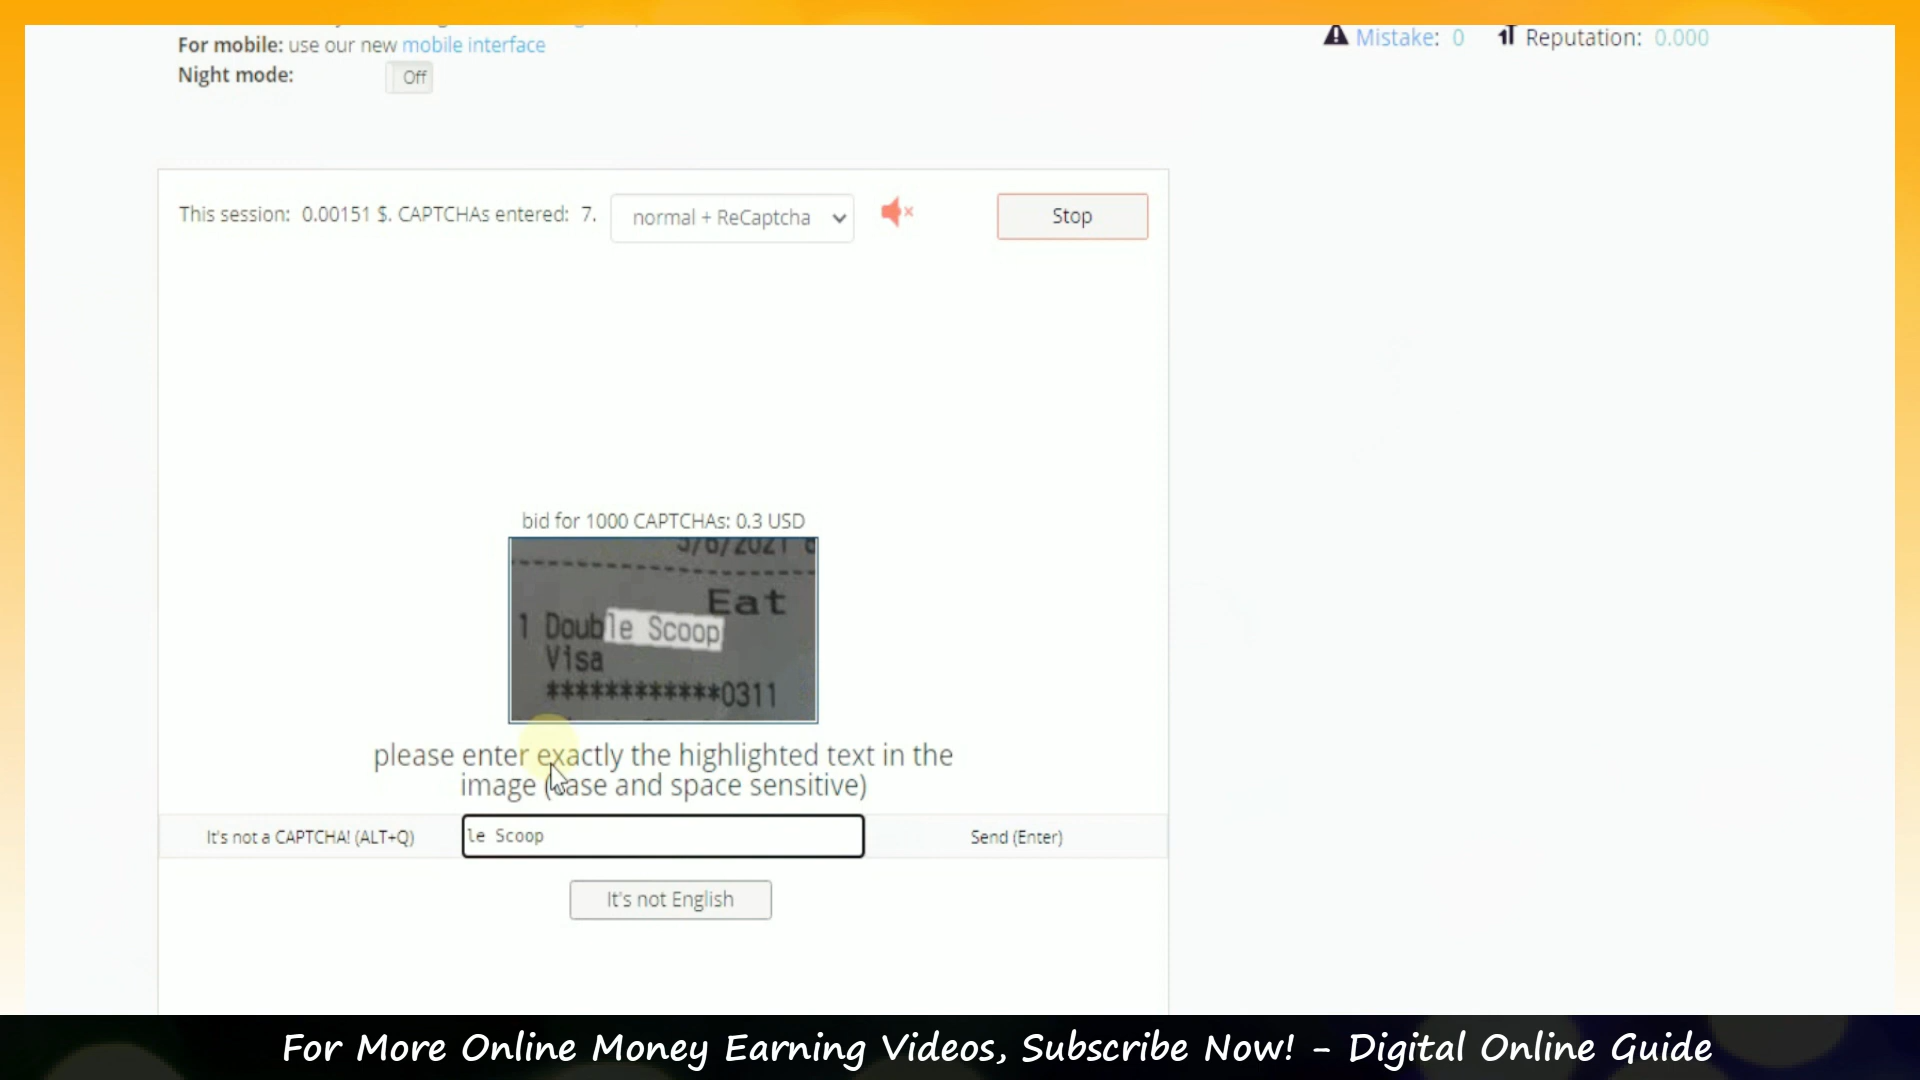 For mobile: use our new mobile interface
Night mode: Off
Mistake: 0 Reputation: 0.000
This session: 0.00151 $. CAPTCHAs entered: 7. normal + ReCaptcha Stop
bid for 1000 CAPTCHAs: 0.3 USD
5/6/2021
Eat
1 Double Scoop
Visa
************0311
please enter exactly the highlighted text in the
image (case and space sensitive)
It's not a CAPTCHA! (ALT+Q) le Scoop Send (Enter)
It's not English
For More Online Money Earning Videos, Subscribe Now! - Digital Online Guide